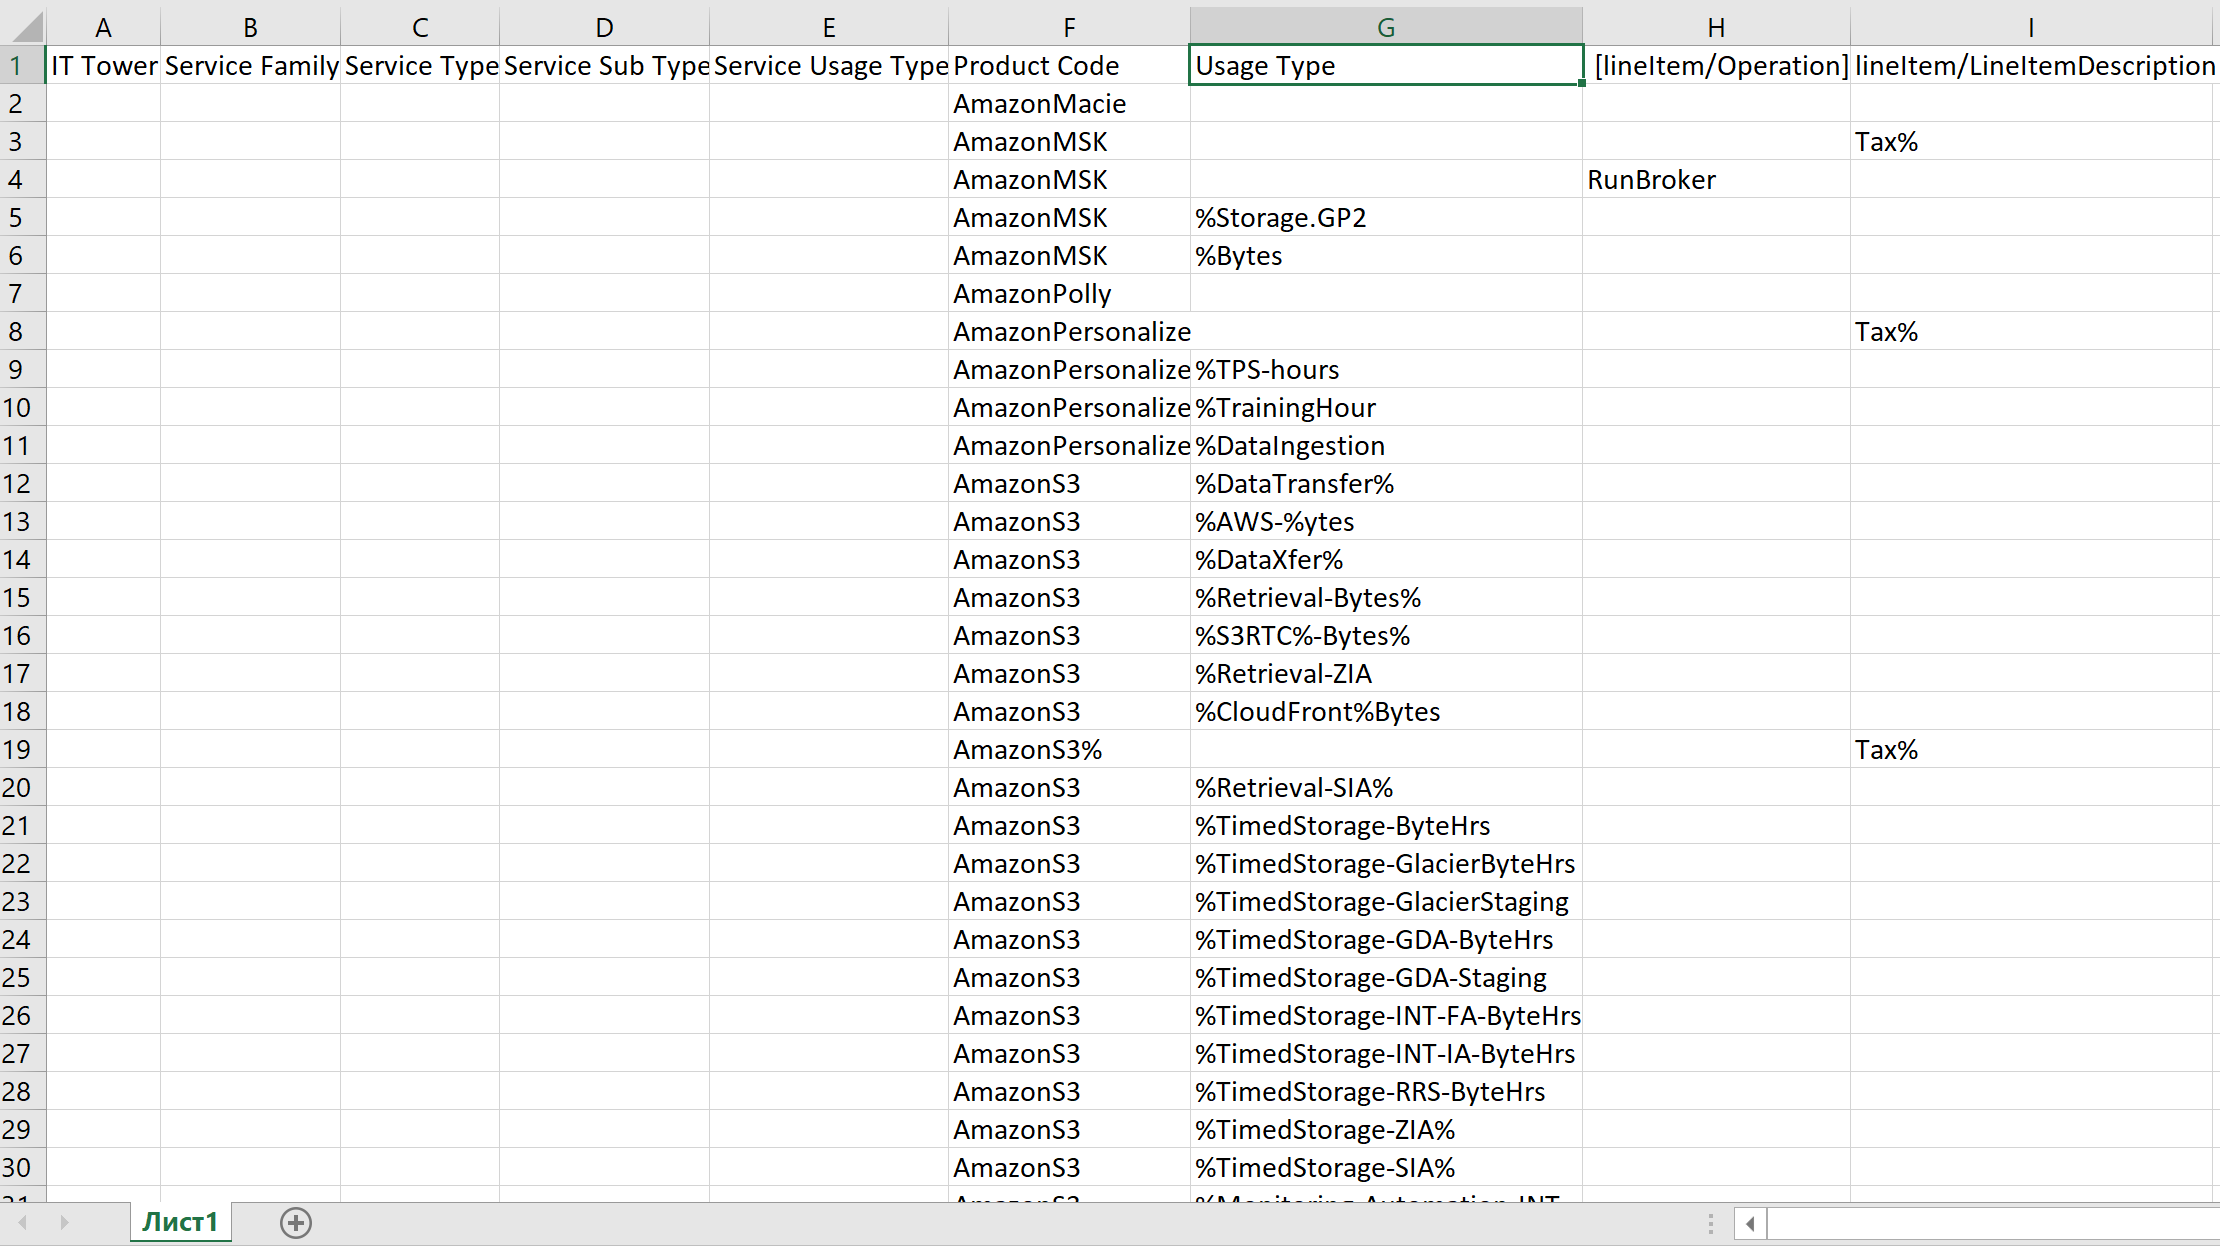 A B C D E F G H I
1 IT Tower Service Family Service Type Service Sub Type Service Usage Type Product Code Usage Type [lineItem/Operation] lineItem/LineItemDescription
2 AmazonMacie
3 AmazonMSK Tax%
4 AmazonMSK RunBroker
5 AmazonMSK %Storage.GP2
6 AmazonMSK %Bytes
7 AmazonPolly
8 AmazonPersonalize Tax%
9 AmazonPersonalize %TPS-hours
10 AmazonPersonalize %TrainingHour
11 AmazonPersonalize %DataIngestion
12 AmazonS3 %DataTransfer%
13 AmazonS3 %AWS-%ytes
14 AmazonS3 %DataXfer%
15 AmazonS3 %Retrieval-Bytes%
16 AmazonS3 %S3RTC%-Bytes%
17 AmazonS3 %Retrieval-ZIA
18 AmazonS3 %CloudFront%Bytes
19 AmazonS3% Tax%
20 AmazonS3 %Retrieval-SIA%
21 AmazonS3 %TimedStorage-ByteHrs
22 AmazonS3 %TimedStorage-GlacierByteHrs
23 AmazonS3 %TimedStorage-GlacierStaging
24 AmazonS3 %TimedStorage-GDA-ByteHrs
25 AmazonS3 %TimedStorage-GDA-Staging
26 AmazonS3 %TimedStorage-INT-FA-ByteHrs
27 AmazonS3 %TimedStorage-INT-IA-ByteHrs
28 AmazonS3 %TimedStorage-RRS-ByteHrs
29 AmazonS3 %TimedStorage-ZIA%
30 AmazonS3 %TimedStorage-SIA%
31 AmazonS3 %Monitoring-Automation-INT
Лист1